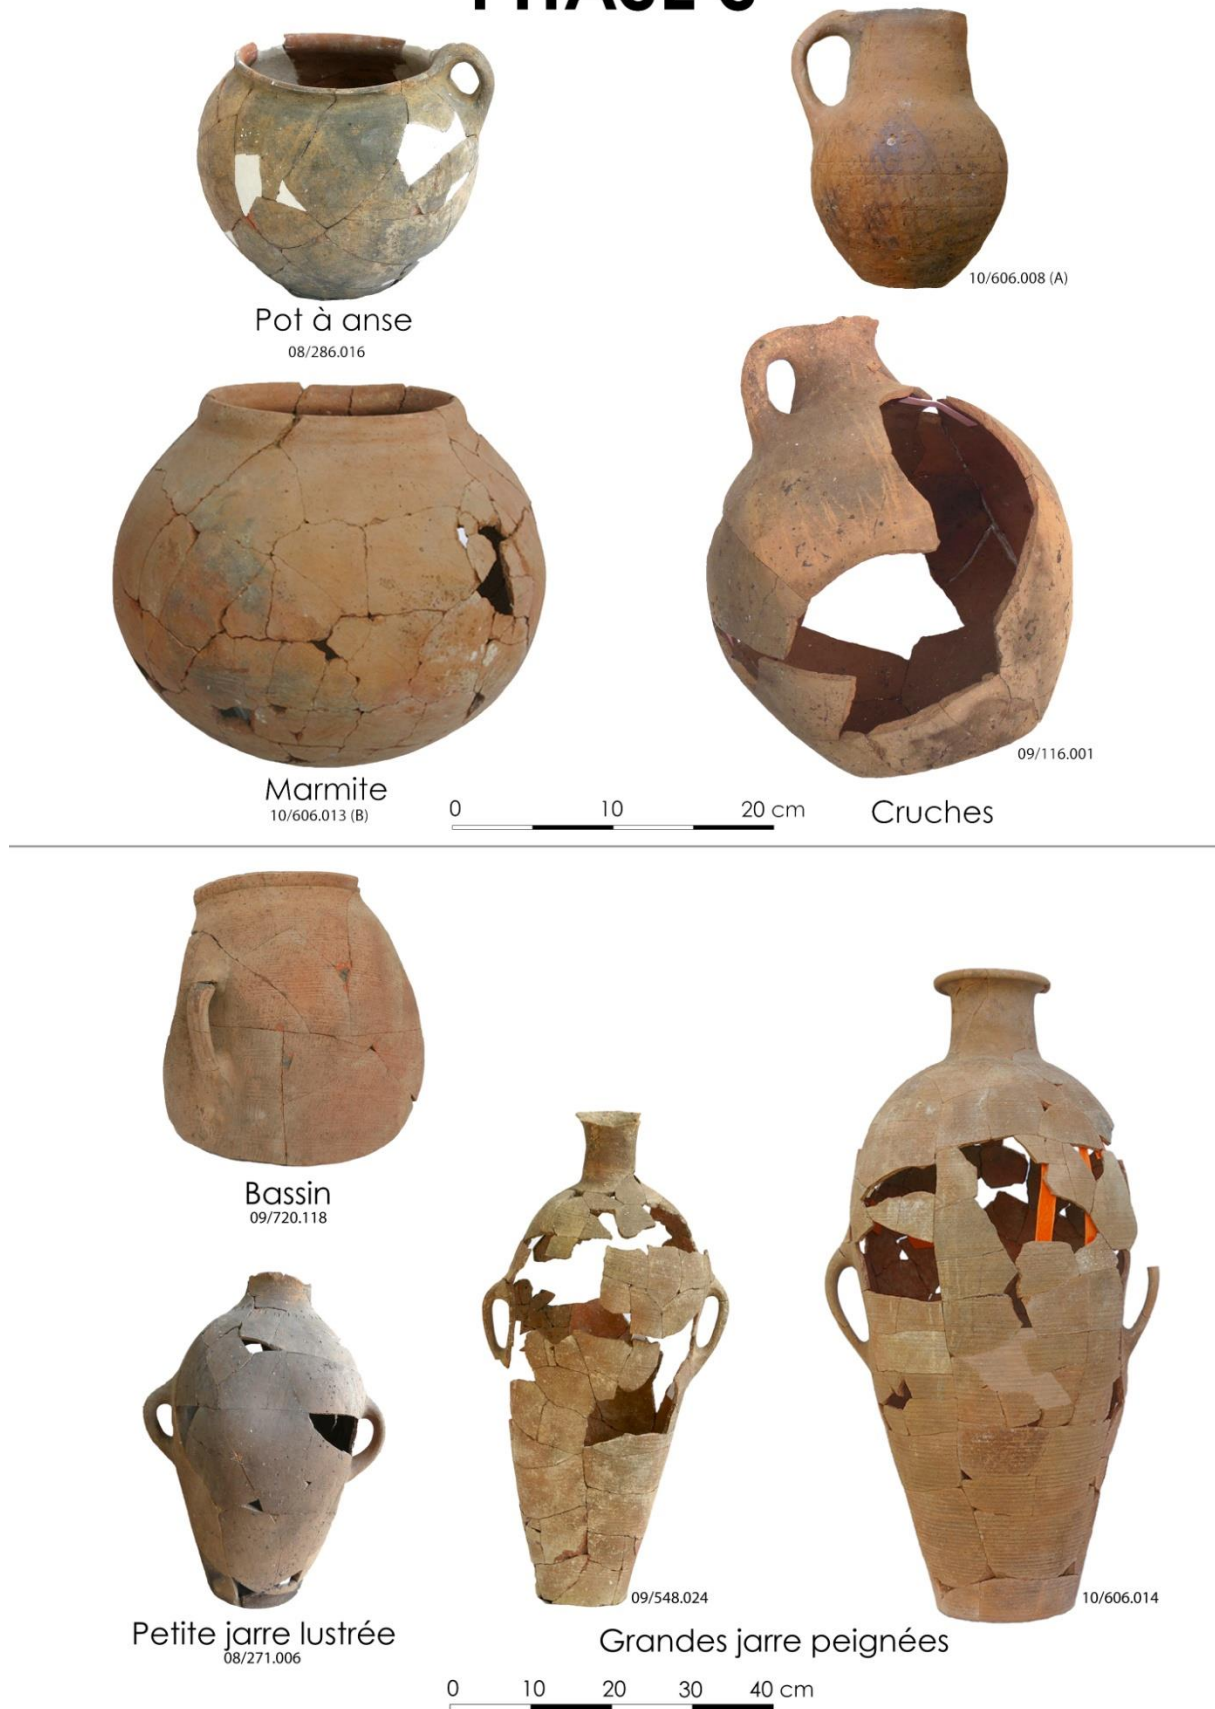 PHASE 3
10/606.008 (A)
Pot à anse
08/286.016
09/116.001
Marmite
10/606.013 (B)
0 10 20 cm
Cruches
Bassin
09/720.118
09/548.024
10/606.014
Petite jarre lustrée
08/271.006
Grandes jarre peignées
0 10 20 30 40 cm